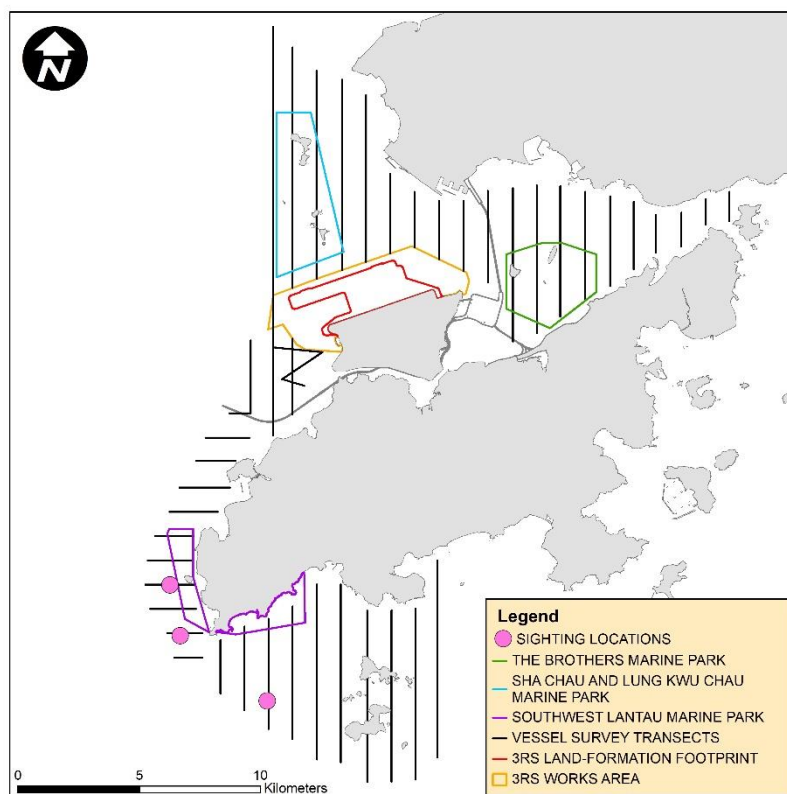 N
Legend
SIGHTING LOCATIONS
THE BROTHERS MARINE PARK
SHA CHAU AND LUNG KWU CHAU
MARINE PARK
SOUTHWEST LANTAU MARINE PARK
VESSEL SURVEY TRANSECTS
3RS LAND-FORMATION FOOTPRINT
3RS WORKS AREA
0 5 10
Kilometers